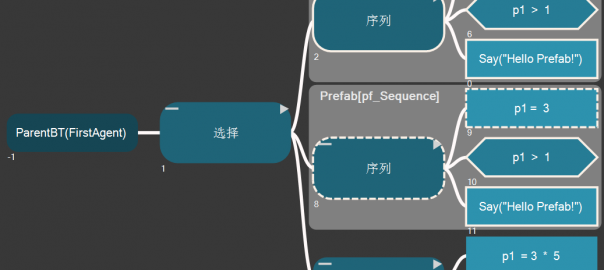 p1 > 1
序列
2
6
Say("Hello Prefab!")
Prefab[pf_Sequence]
p1 = 3
9
ParentBT(FirstAgent)
-1
选择
1
序列
8
p1 > 1
10
Say("Hello Prefab!")
11
p1 = 3 * 5